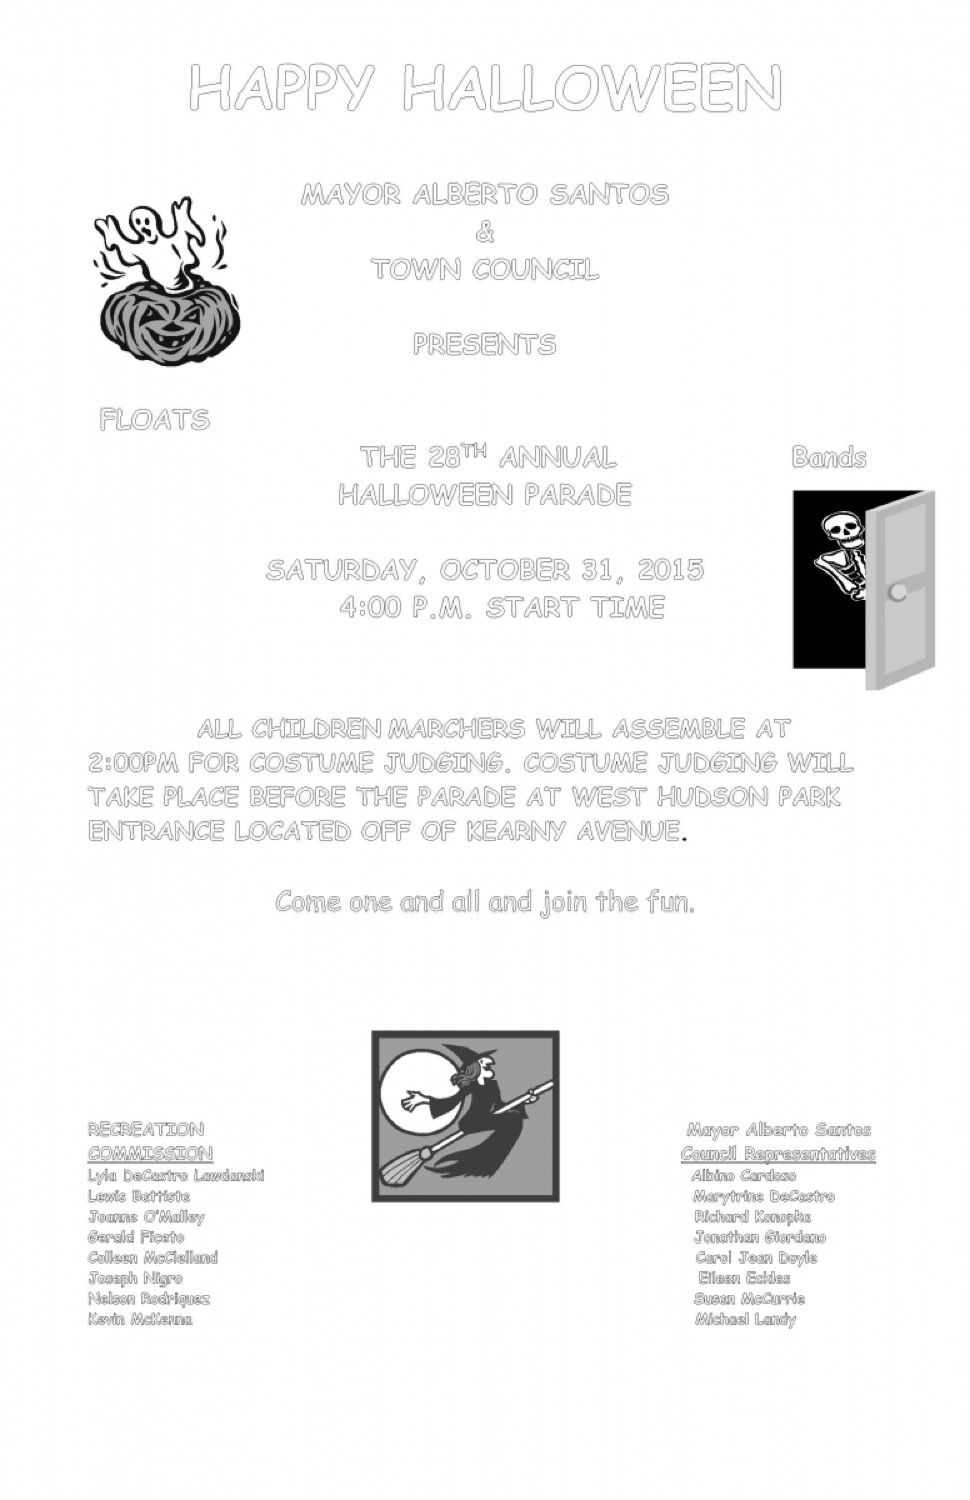 HAPPY HALLOWEEN
MAYOR ALBERTO SANTOS
&
TOWN COUNCIL
PRESENTS
FLOATS
THE 28TH ANNUAL
Bands
HALLOWEEN PARADE
SATURDAY, OCTOBER 31, 2015
4:00 P.M. START TIME
ALL CHILDREN MARCHERS WILL ASSEMBLE AT
2:00PM FOR COSTUME JUDGING. COSTUME JUDGING WILL
TAKE PLACE BEFORE THE PARADE AT WEST HUDSON PARK
ENTRANCE LOCATED OFF OF KEARNY AVENUE.
Come one and all and join the fun.
RECREATION
COMMISSION
Lyla DeCastro Lawdanski
Lewis Battista
Joanne O'Malley
Gerald Ficeto
Colleen McClelland
Joseph Nigro
Nelson Rodriquez
Kevin McKenna
Mayor Alberto Santos
Council Representatives
Albino Cardoso
Marytrine DeCastro
Richard Konopka
Jonathan Giordano
Carol Jean Doyle
Eileen Eckles
Susan McCurrie
Michael Landy